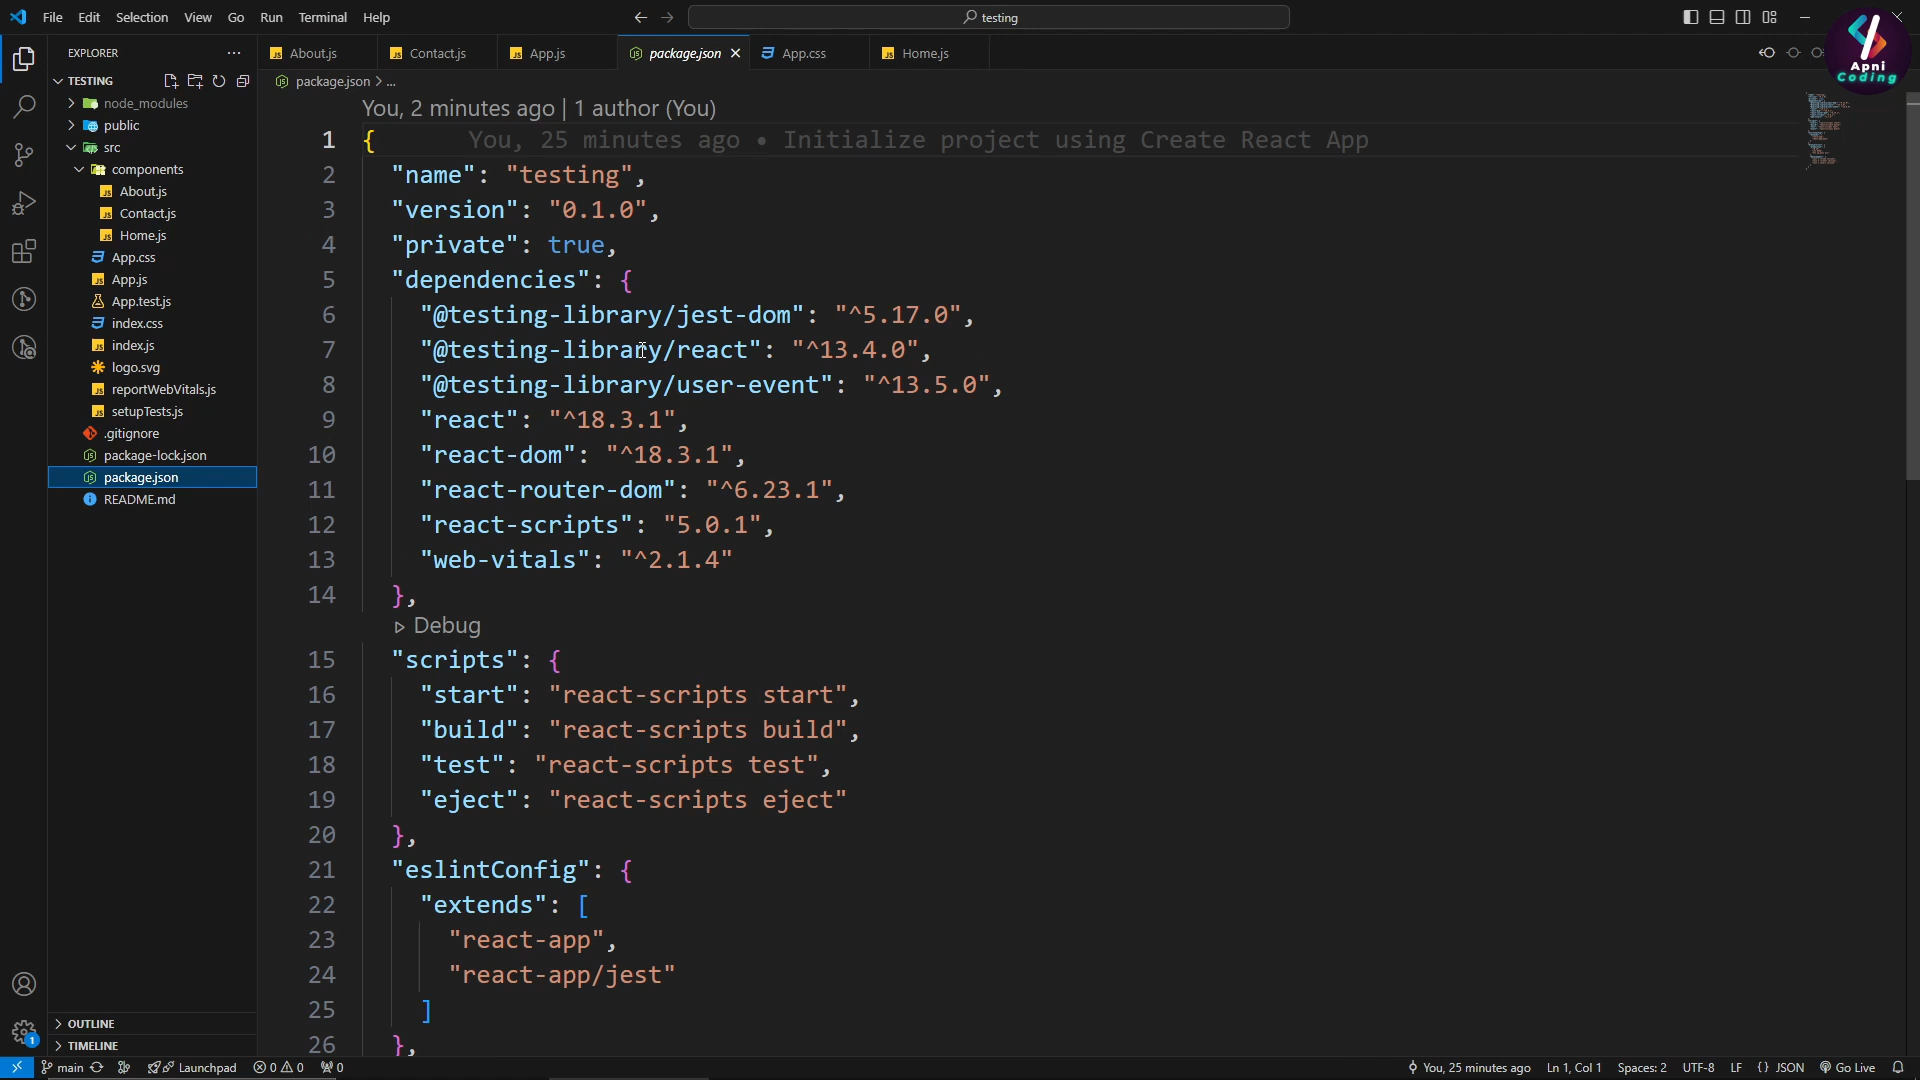 File Edit Selection View Go Run Terminal Help
testing
Apni
Coding
EXPLORER
About.js Contact.js App.js package.json App.css Home.js
TESTING
package.json > ...
node_modules
public
src
components
About.js
Contact.js
Home.js
App.css
App.js
App.test.js
index.css
index.js
logo.svg
reportWebVitals.js
setupTests.js
.gitignore
package-lock.json
package.json
README.md
OUTLINE
TIMELINE
You, 2 minutes ago | 1 author (You)
1 { You, 25 minutes ago • Initialize project using Create React App
2 "name": "testing",
3 "version": "0.1.0",
4 "private": true,
5 "dependencies": {
6 "@testing-library/jest-dom": "^5.17.0",
7 "@testing-library/react": "^13.4.0",
8 "@testing-library/user-event": "^13.5.0",
9 "react": "^18.3.1",
10 "react-dom": "^18.3.1",
11 "react-router-dom": "^6.23.1",
12 "react-scripts": "5.0.1",
13 "web-vitals": "^2.1.4"
14 },
Debug
15 "scripts": {
16 "start": "react-scripts start",
17 "build": "react-scripts build",
18 "test": "react-scripts test",
19 "eject": "react-scripts eject"
20 },
21 "eslintConfig": {
22 "extends": [
23 "react-app",
24 "react-app/jest"
25 ]
26 },
1
main Launchpad 0 0 0 You, 25 minutes ago Ln 1, Col 1 Spaces: 2 UTF-8 LF {} JSON Go Live